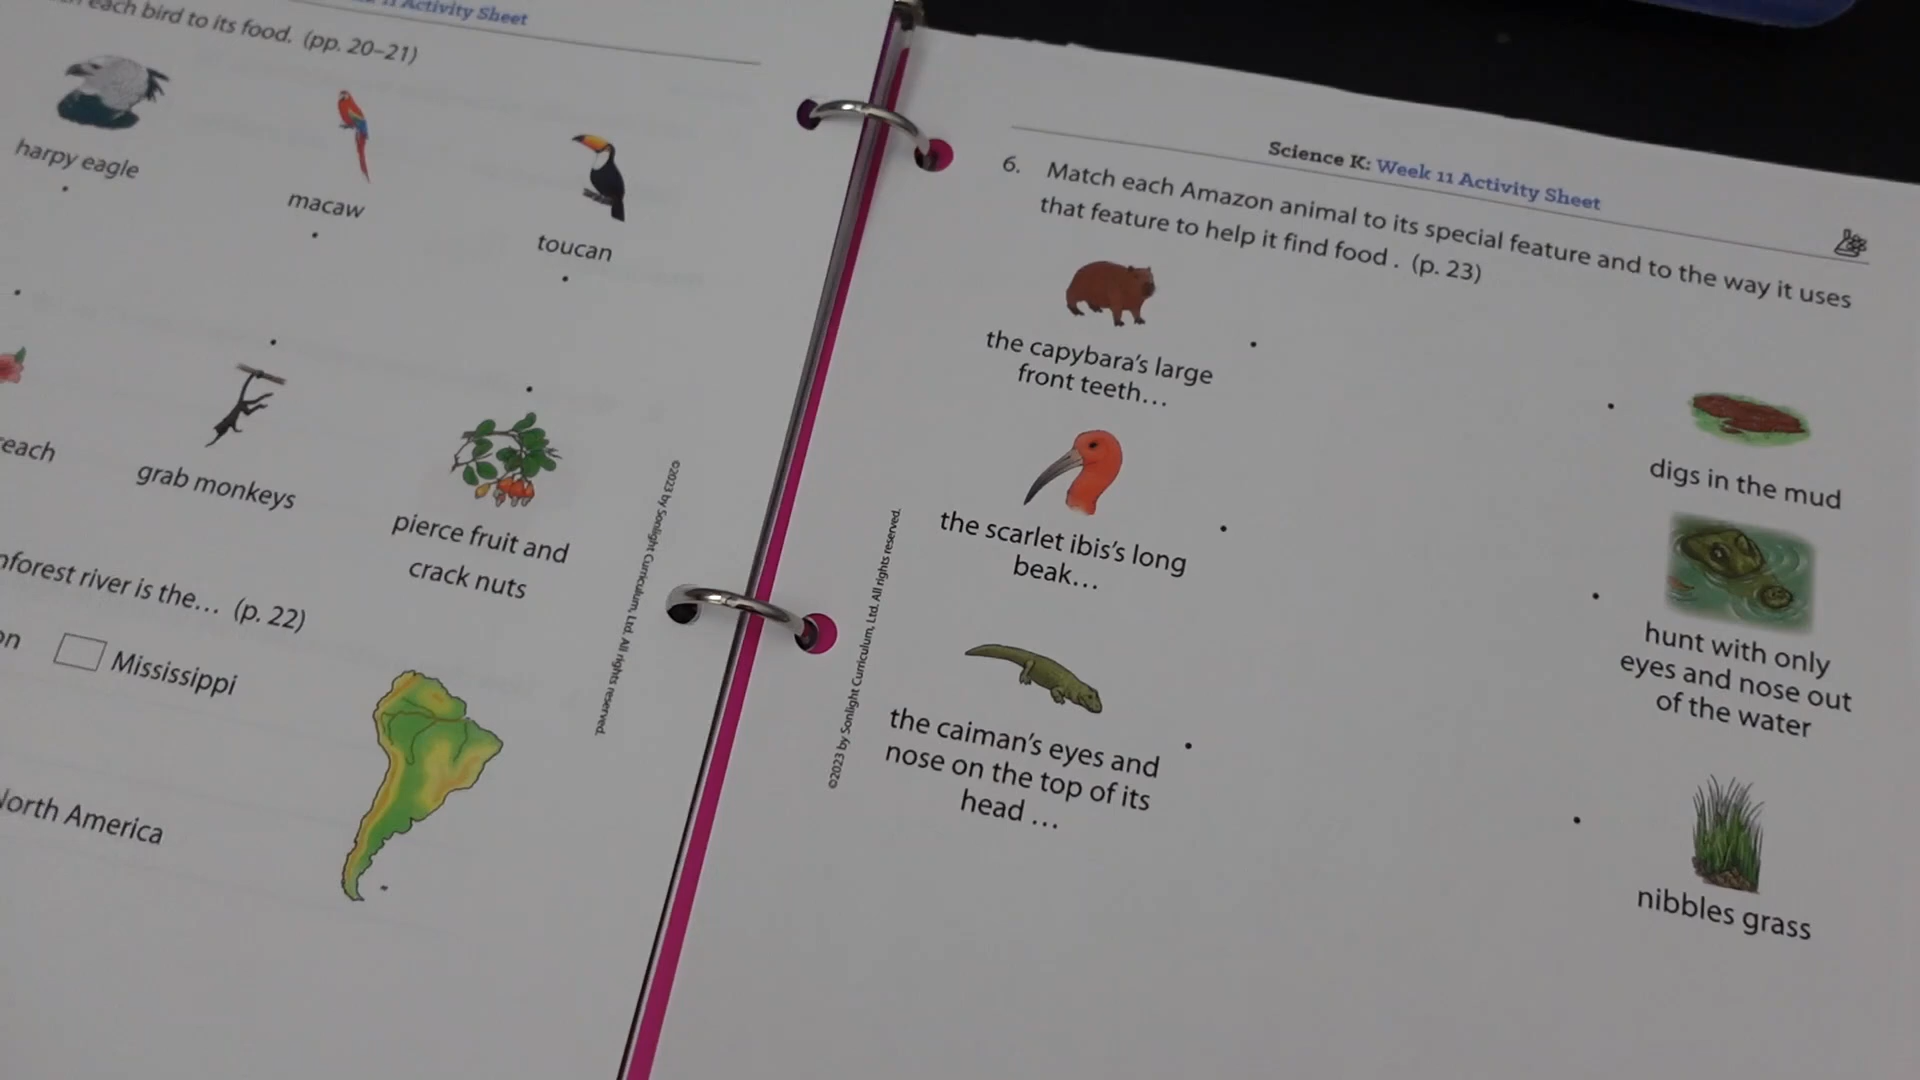 11 Activity Sheet
each bird to its food. (pp. 20–21)
harpy eagle
macaw
toucan
each
grab monkeys
pierce fruit and
crack nuts
river is the… (p. 22)
Mississippi
North America
©2023 by Sonlight Curriculum, Ltd. All rights reserved.
Science K: Week 11 Activity Sheet
6. Match each Amazon animal to its special feature and to the way it uses
that feature to help it find food . (p. 23)
the capybara's large
front teeth…
digs in the mud
the scarlet ibis's long
beak…
hunt with only
eyes and nose out
of the water
the caiman's eyes and
nose on the top of its
head …
nibbles grass
©2023 by Sonlight Curriculum, Ltd. All rights reserved.